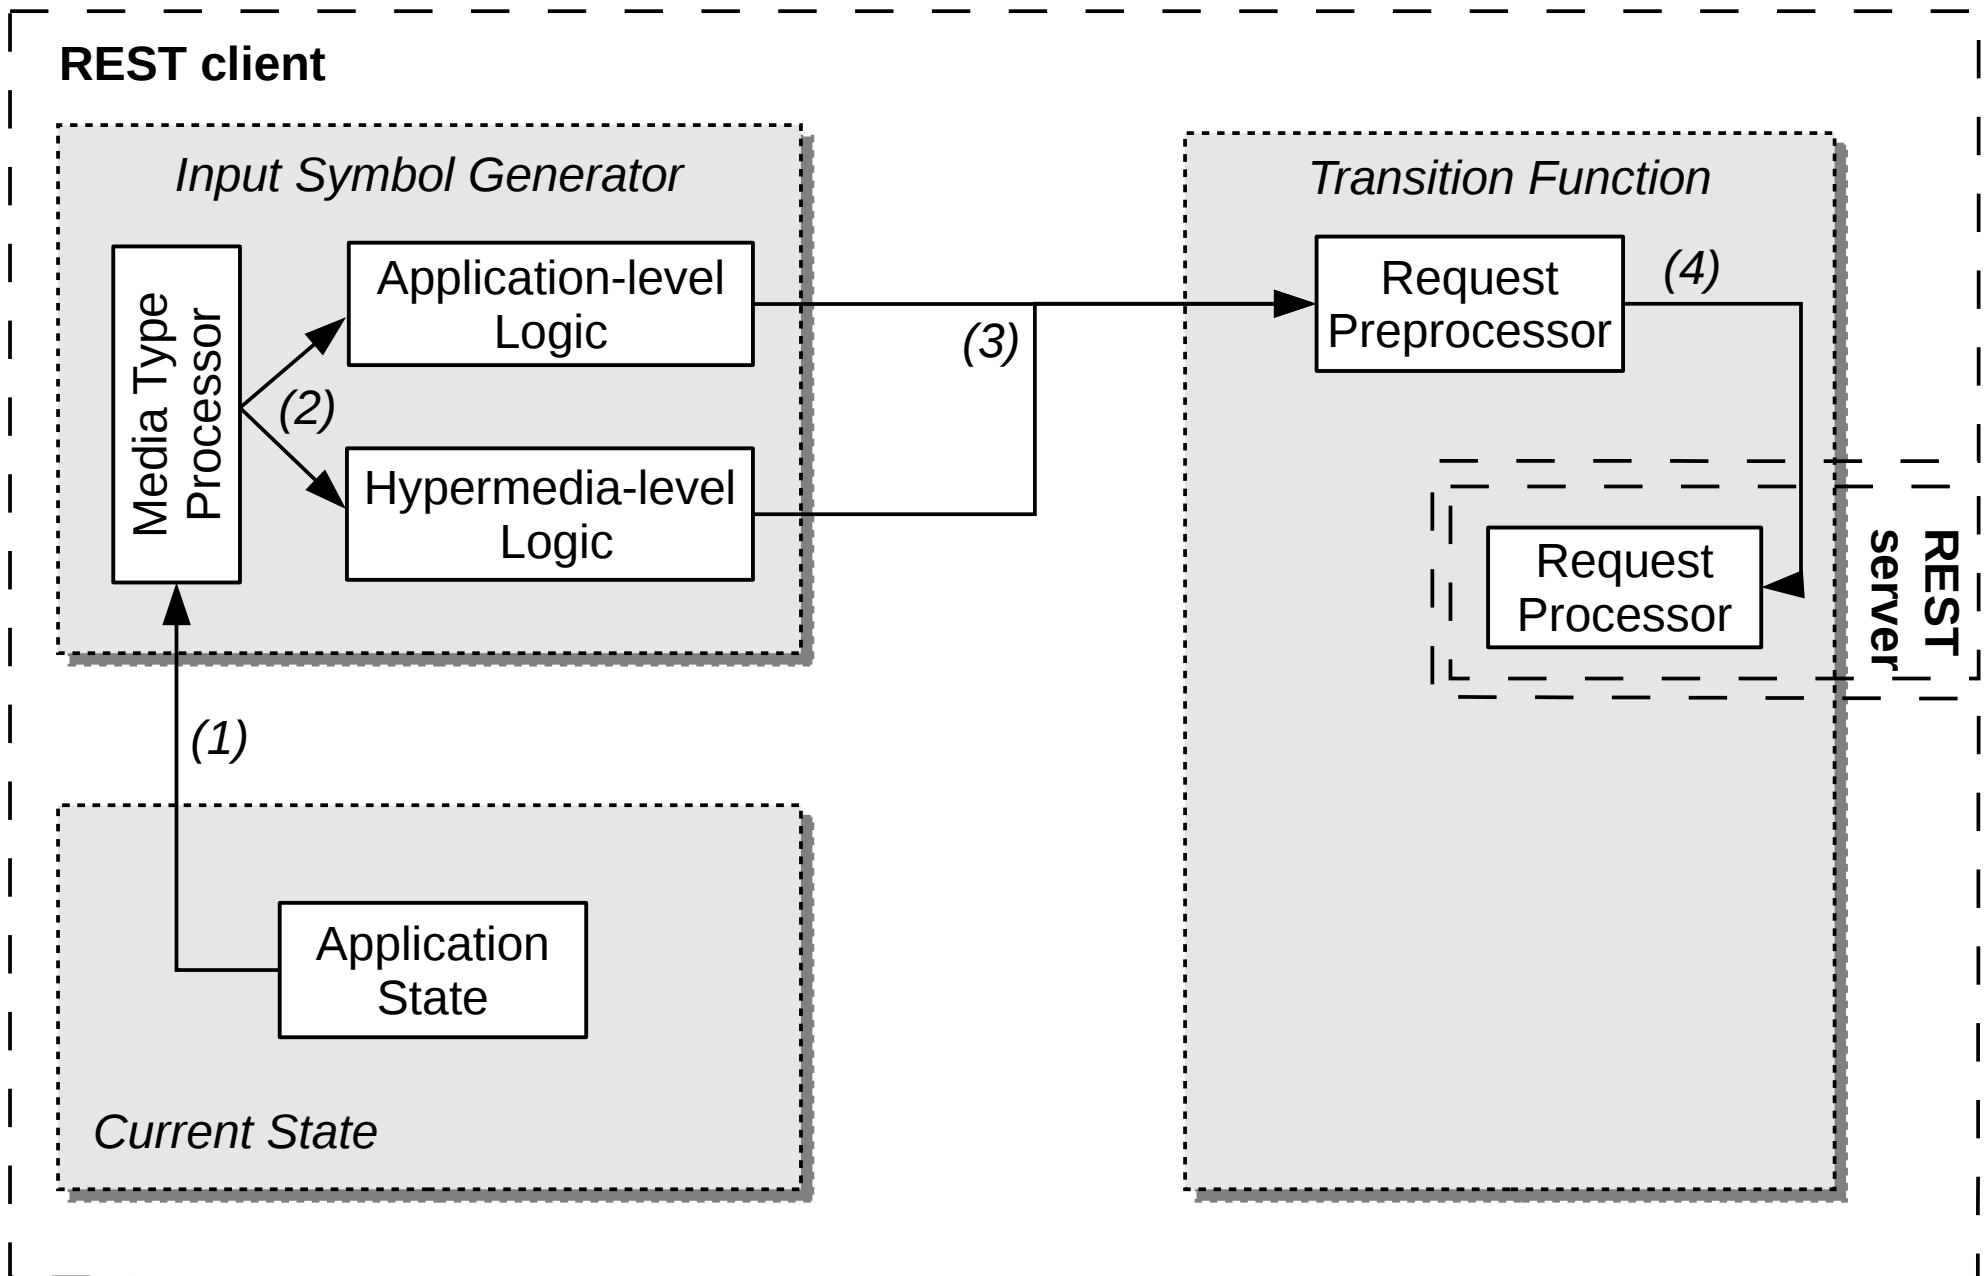 REST client
Input Symbol Generator
Media Type
Processor
Application-level
Logic
(2)
Hypermedia-level
Logic
(3)
Transition Function
Request
Preprocessor
(4)
Request
Processor
REST
server
(1)
Application
State
Current State